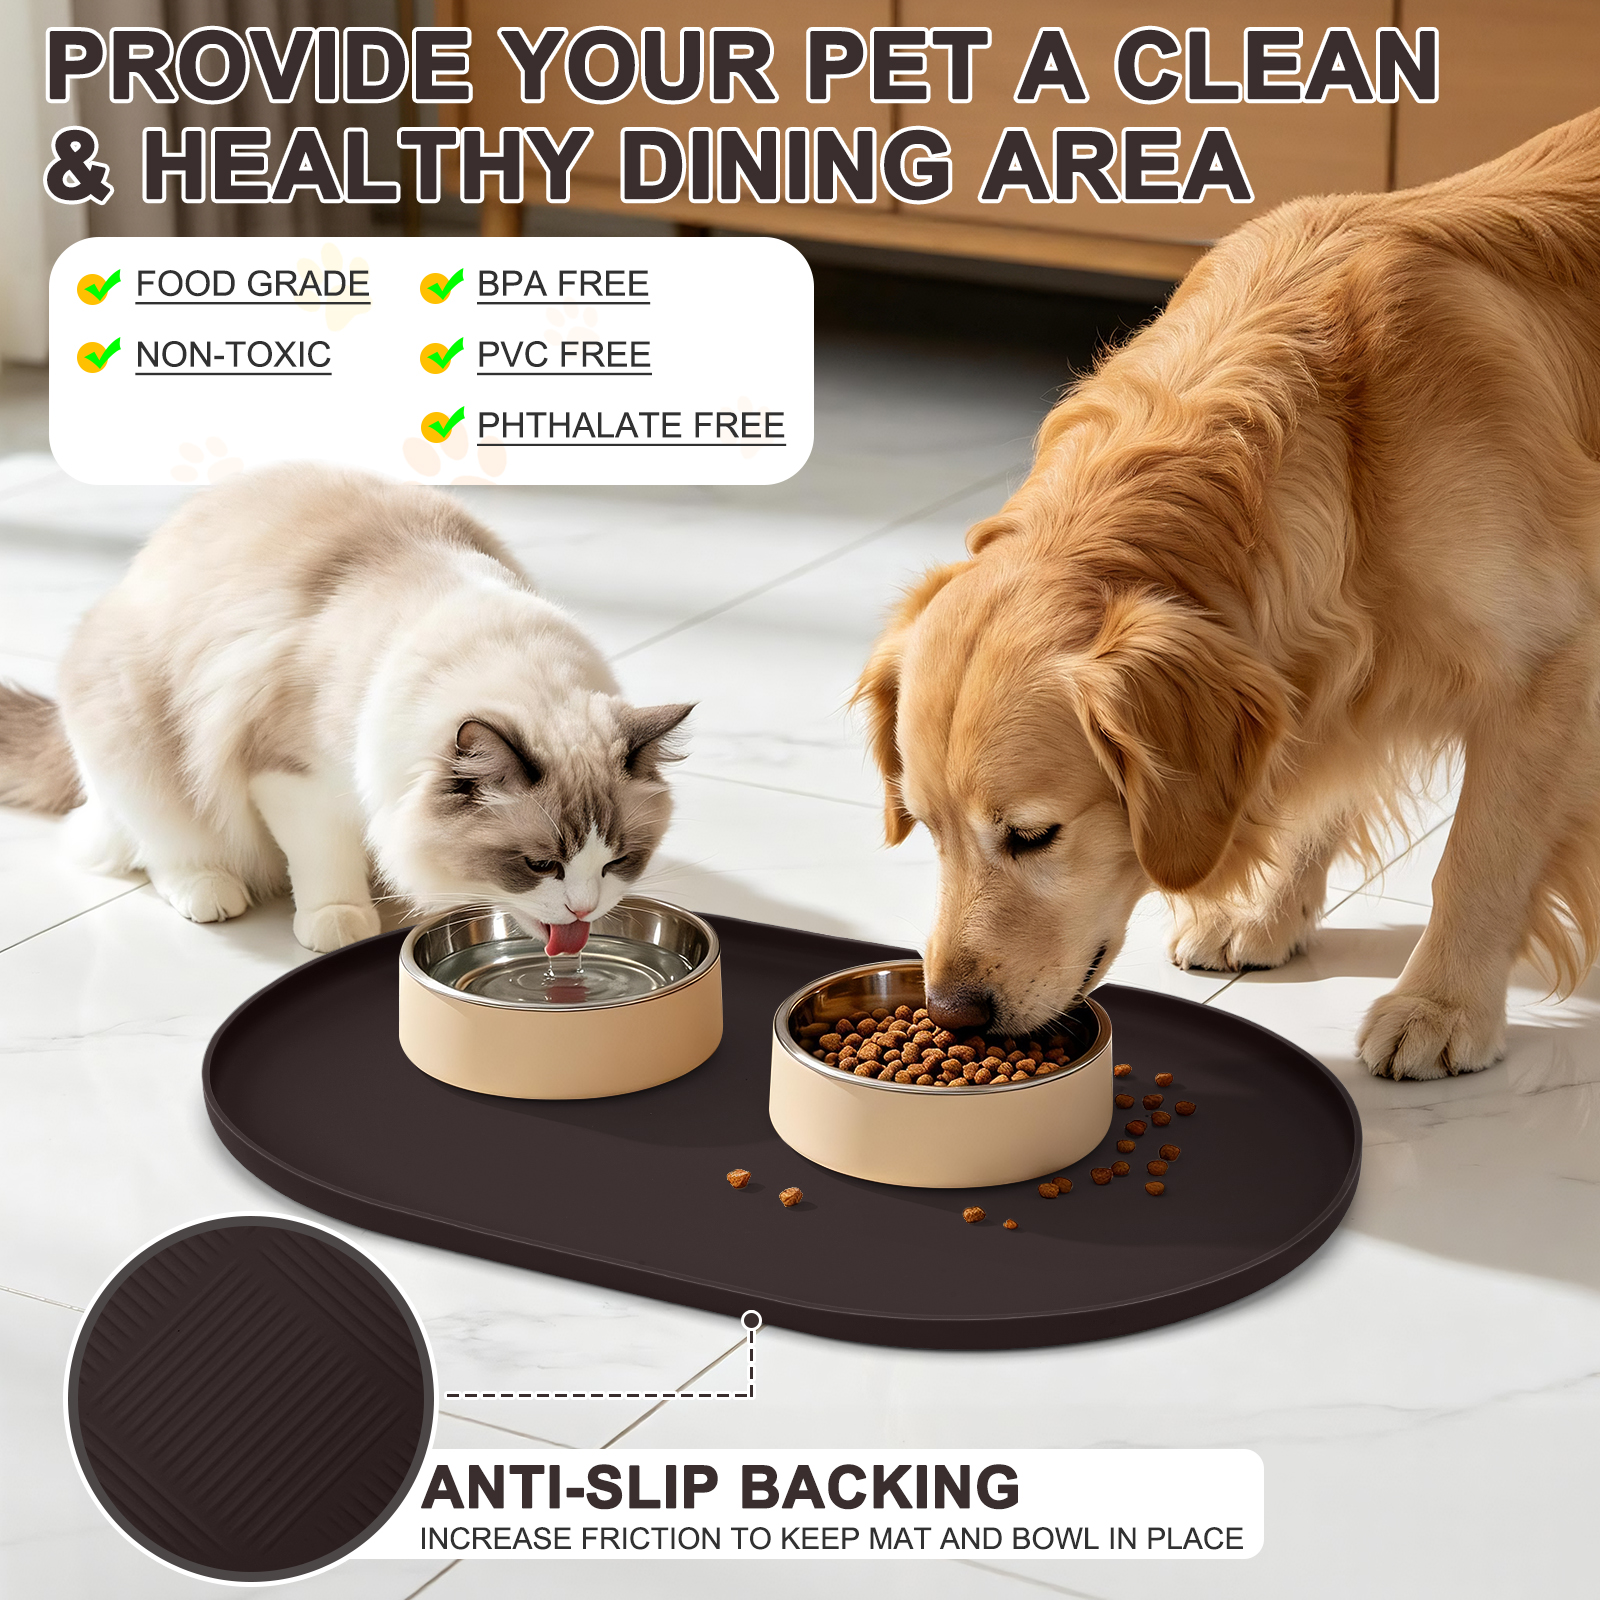 PROVIDE YOUR PET A CLEAN
& HEALTHY DINING AREA
FOOD GRADE
BPA FREE
NON-TOXIC
PVC FREE
PHTHALATE FREE
ANTI-SLIP BACKING
INCREASE FRICTION TO KEEP MAT AND BOWL IN PLACE